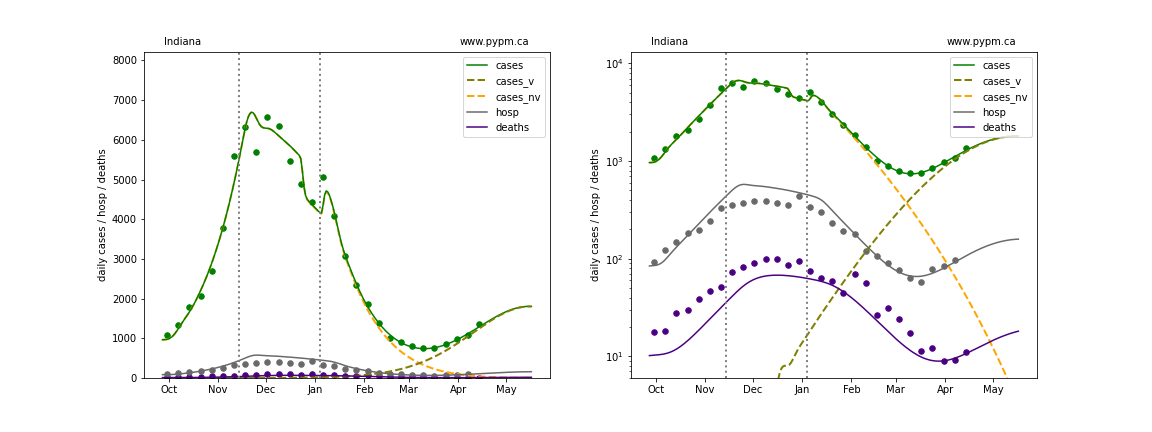 Indiana
www.pypm.ca
daily cases / hosp / deaths
8000
7000
6000
5000
4000
3000
2000
1000
0
Oct Nov Dec Jan Feb Mar Apr May
cases
cases_v
cases_nv
hosp
deaths
Indiana
www.pypm.ca
daily cases / hosp / deaths
10⁴
10³
10²
10¹
Oct Nov Dec Jan Feb Mar Apr May
cases
cases_v
cases_nv
hosp
deaths